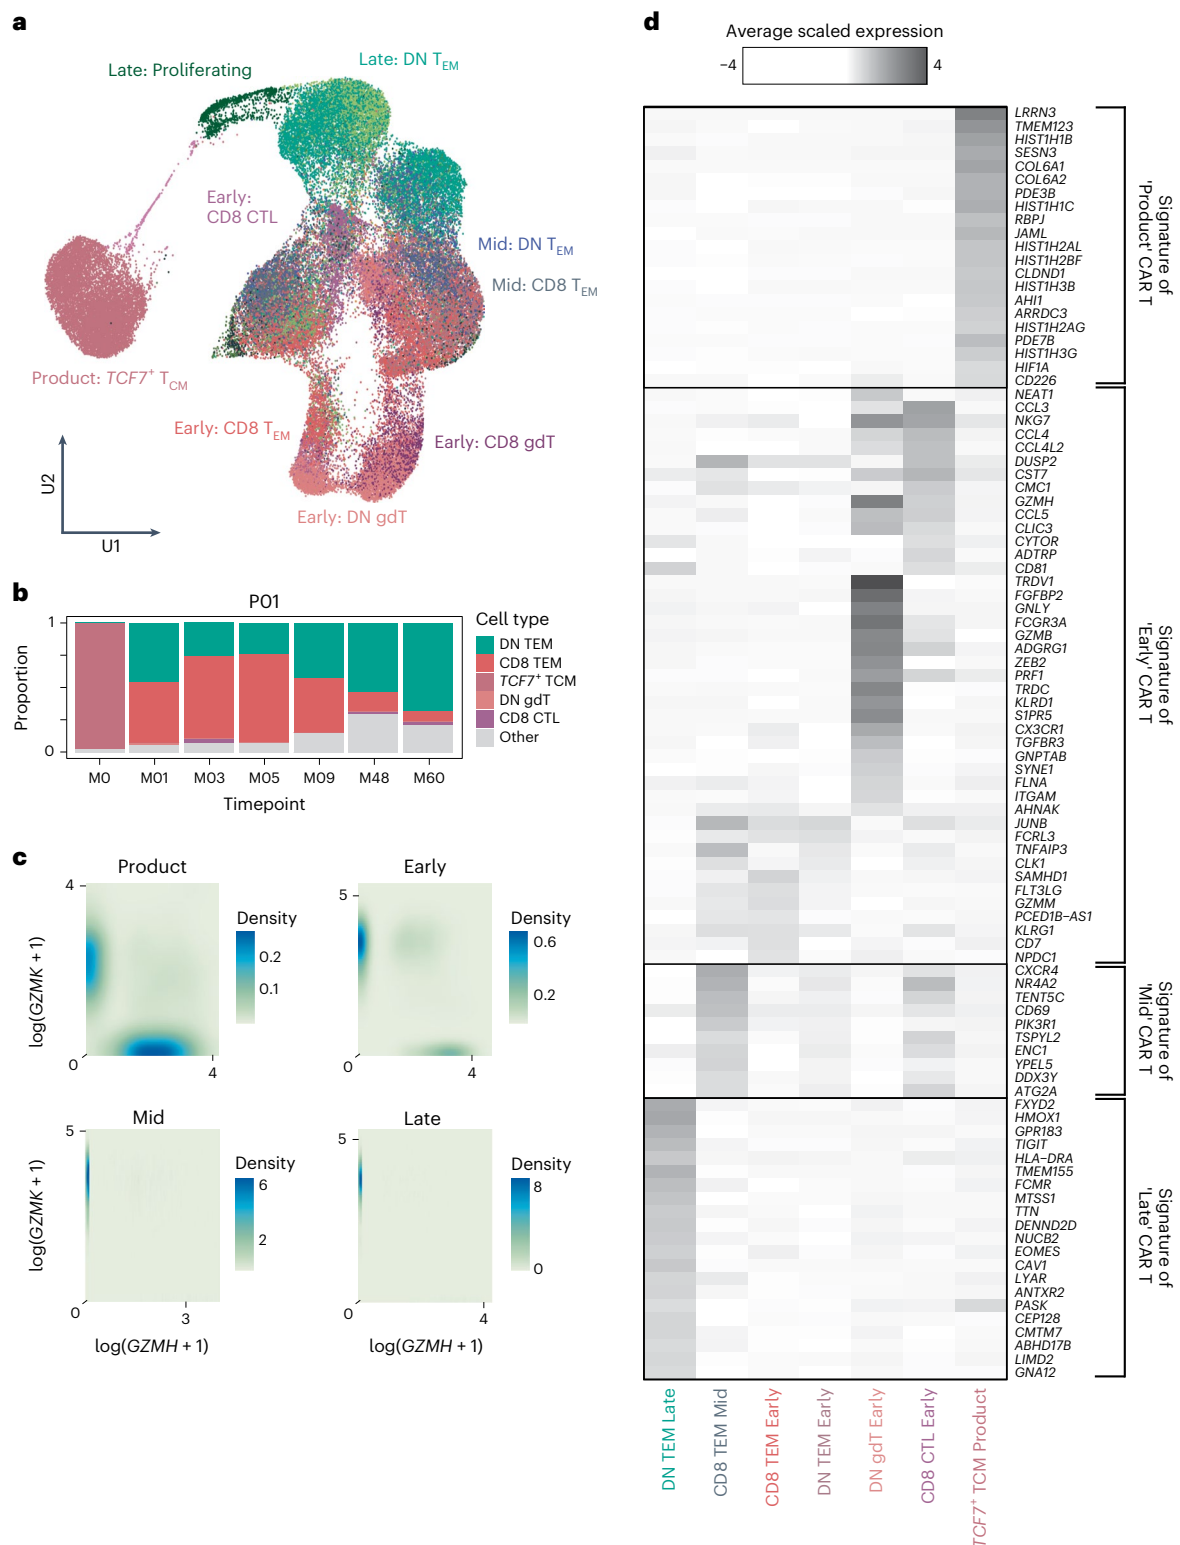 a
Late: DN TEM
Late: Proliferating
Early:
CD8 CTL
Mid: DN TEM
Mid: CD8 TEM
Product: TCF7+ TCM
Early: CD8 TEM
Early: CD8 gdT
Early: DN gdT
U2
U1
b
P01
Proportion
1
0
M0 M01 M03 M05 M09 M48 M60
Timepoint
Cell type
DN TEM
CD8 TEM
TCF7+ TCM
DN gdT
CD8 CTL
Other
c
Product
log(GZMK + 1)
4
0
4
Density
0.2
0.1
Early
5
0
4
Density
0.6
0.2
Mid
log(GZMK + 1)
5
0
3
log(GZMH + 1)
Density
6
2
Late
5
0
4
log(GZMH + 1)
Density
8
0
d
Average scaled expression
−4 4
LRRN3
TMEM123
HIST1H1B
SESN3
COL6A1
COL6A2
PDE3B
HIST1H1C
RBPJ
JAML
HIST1H2AL
HIST1H2BF
CLDND1
HIST1H3B
AHI1
ARRDC3
HIST1H2AG
PDE7B
HIST1H3G
HIF1A
CD226
Signature of
'Product' CAR T
NEAT1
CCL3
NKG7
CCL4
CCL4L2
DUSP2
CST7
CMC1
GZMH
CCL5
CLIC3
CYTOR
ADTRP
CD81
TRDV1
FGFBP2
GNLY
FCGR3A
GZMB
ADGRG1
ZEB2
PRF1
TRDC
KLRD1
S1PR5
CX3CR1
TGFBR3
GNPTAB
SYNE1
FLNA
ITGAM
AHNAK
JUNB
FCRL3
TNFAIP3
CLK1
SAMHD1
FLT3LG
GZMM
PCED1B−AS1
KLRG1
CD7
NPDC1
Signature of
'Early' CAR T
CXCR4
NR4A2
TENT5C
CD69
PIK3R1
TSPYL2
ENC1
YPEL5
DDX3Y
ATG2A
Signature of
'Mid' CAR T
FXYD2
HMOX1
GPR183
TIGIT
HLA−DRA
TMEM155
FCMR
MTSS1
TTN
DENND2D
NUCB2
EOMES
CAV1
LYAR
ANTXR2
PASK
CEP128
CMTM7
ABHD17B
LIMD2
GNA12
Signature of
'Late' CAR T
DN TEM Late
CD8 TEM Mid
CD8 TEM Early
DN TEM Early
DN gdT Early
CD8 CTL Early
TCF7+ TCM Product